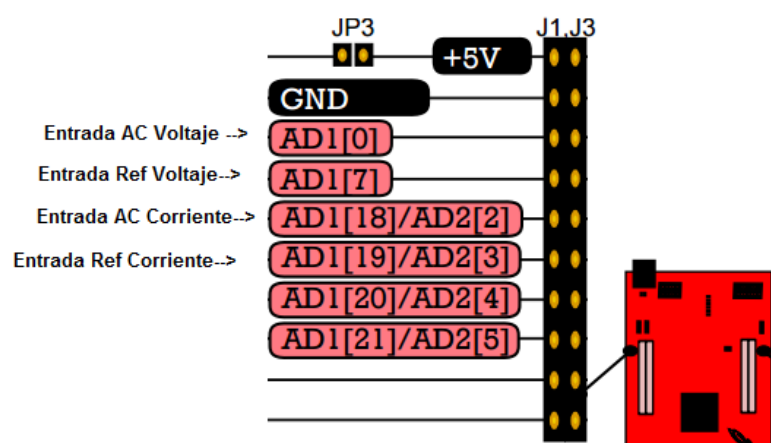 JP3 J1,J3
+5V
GND
Entrada AC Voltaje --> AD1[0]
Entrada Ref Voltaje--> AD1[7]
Entrada AC Corriente--> AD1[18]/AD2[2]
Entrada Ref Corriente--> AD1[19]/AD2[3]
AD1[20]/AD2[4]
AD1[21]/AD2[5]